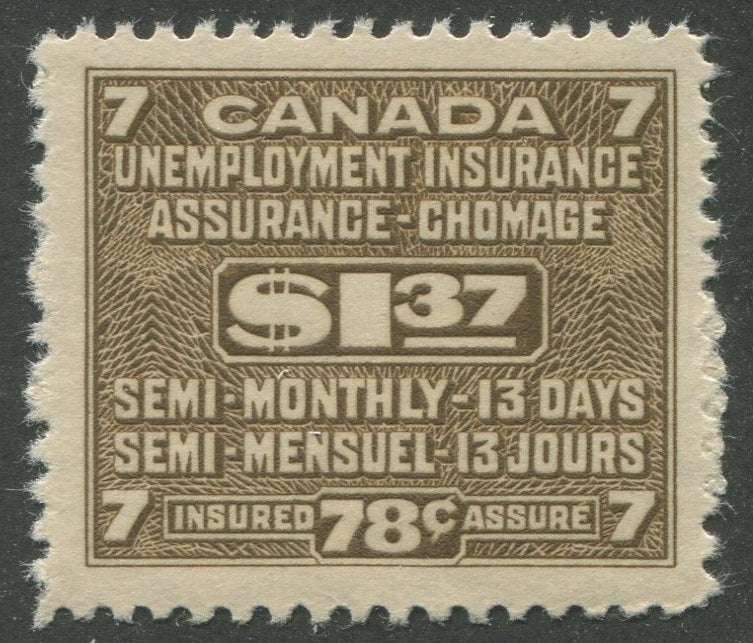 7 CANADA 7
UNEMPLOYMENT INSURANCE
ASSURANCE-CHOMAGE
$1.37
SEMI-MONTHLY-13 DAYS
SEMI-MENSUEL-13 JOURS
7 INSURED 78¢ ASSURÉ 7